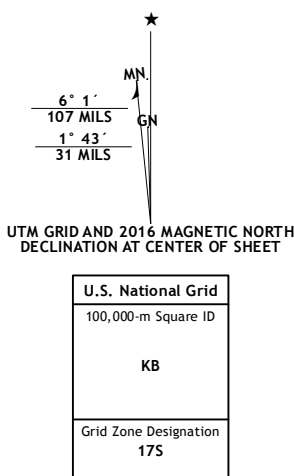 ★
MN.
6° 1´
107 MILS
GN
1° 43´
31 MILS
UTM GRID AND 2016 MAGNETIC NORTH
DECLINATION AT CENTER OF SHEET
U.S. National Grid
100,000-m Square ID
KB
Grid Zone Designation
17S